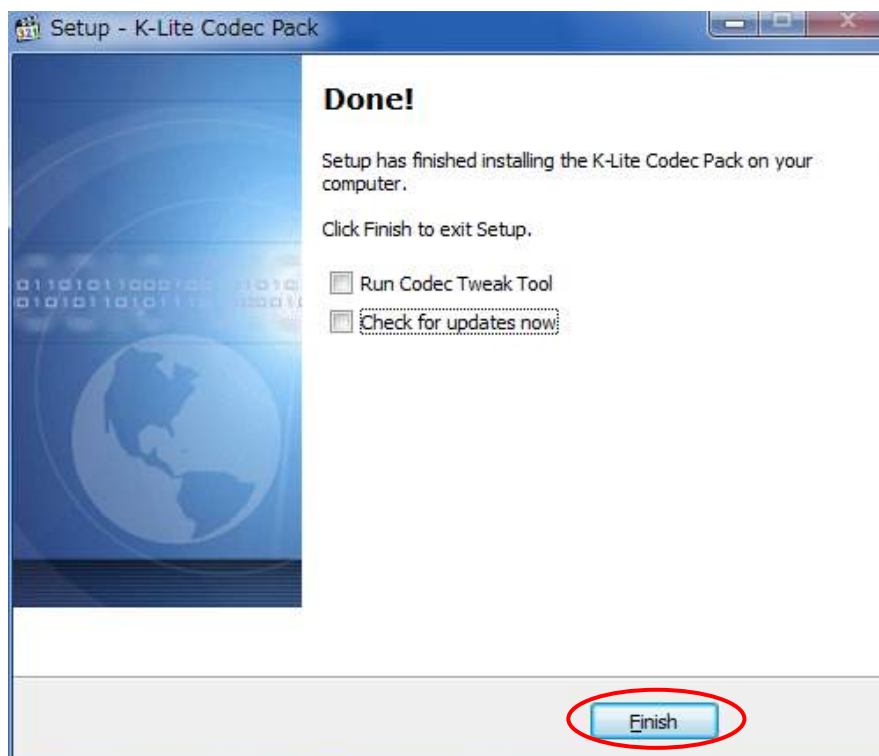 Setup - K-Lite Codec Pack
Done!
Setup has finished installing the K-Lite Codec Pack on your
computer.
Click Finish to exit Setup.
Run Codec Tweak Tool
Check for updates now
Finish